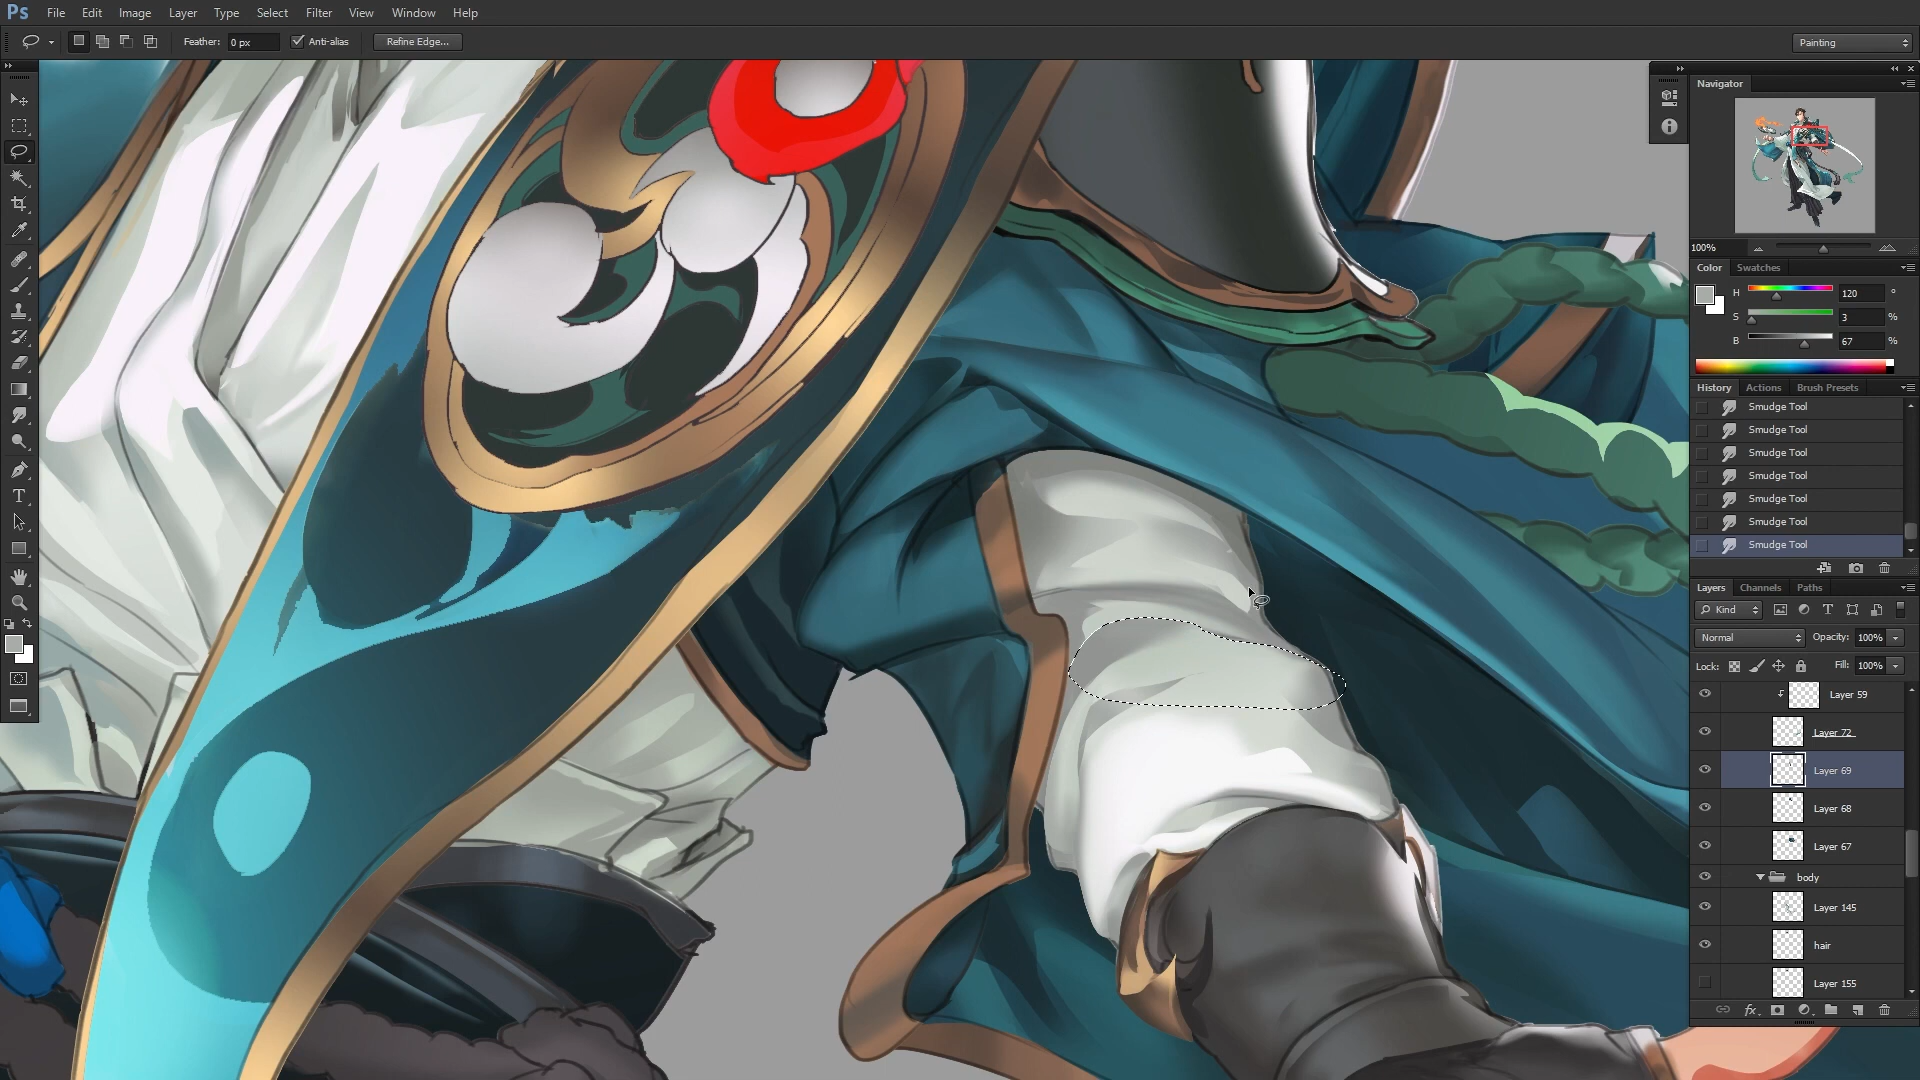 Ps File Edit Image Layer Type Select Filter View Window Help
Feather: 0 px Anti-alias Refine Edge... Painting
Navigator
100%
Color Swatches
H 120 °
S 3 %
B 67 %
History Actions Brush Presets
Smudge Tool
Smudge Tool
Smudge Tool
Smudge Tool
Smudge Tool
Smudge Tool
Smudge Tool
Layers Channels Paths
Kind
Normal Opacity: 100%
Lock: Fill: 100%
Layer 59
Layer 72
Layer 69
Layer 68
Layer 67
body
Layer 145
hair
Layer 155